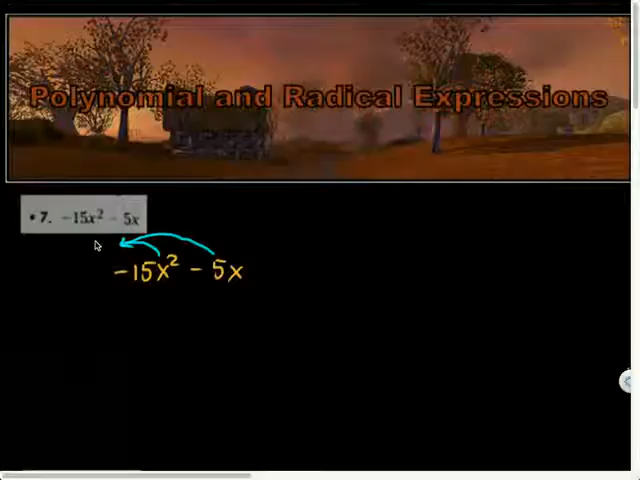 Polynomial and Radical Expressions
• 7. -15x² - 5x
-15x² - 5x